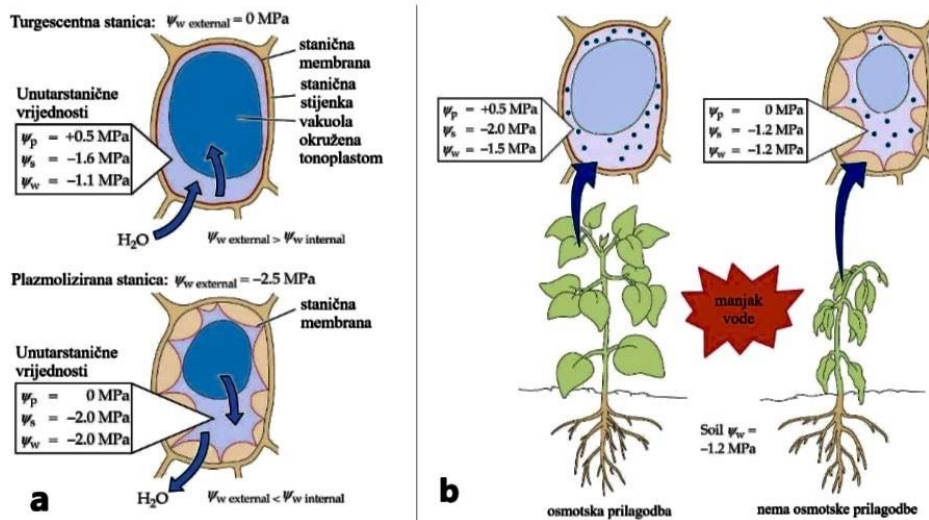 Turgescentna stanica: ψw external = 0 MPa
stanična
membrana
stanična
stijenka
vakuola
okružena
tonoplastom
Unutarstanične
vrijednosti
ψp = +0.5 MPa
ψs = −1.6 MPa
ψw = −1.1 MPa
H2O
ψw external > ψw internal
Plazmolizirana stanica: ψw external = −2.5 MPa
stanična
membrana
Unutarstanične
vrijednosti
ψp = 0 MPa
ψs = −2.0 MPa
ψw = −2.0 MPa
H2O
ψw external < ψw internal
a
ψp = +0.5 MPa
ψs = −2.0 MPa
ψw = −1.5 MPa
ψp = 0 MPa
ψs = −1.2 MPa
ψw = −1.2 MPa
manjak
vode
Soil ψw =
−1.2 MPa
b
osmotska prilagodba
nema osmotske prilagodbe